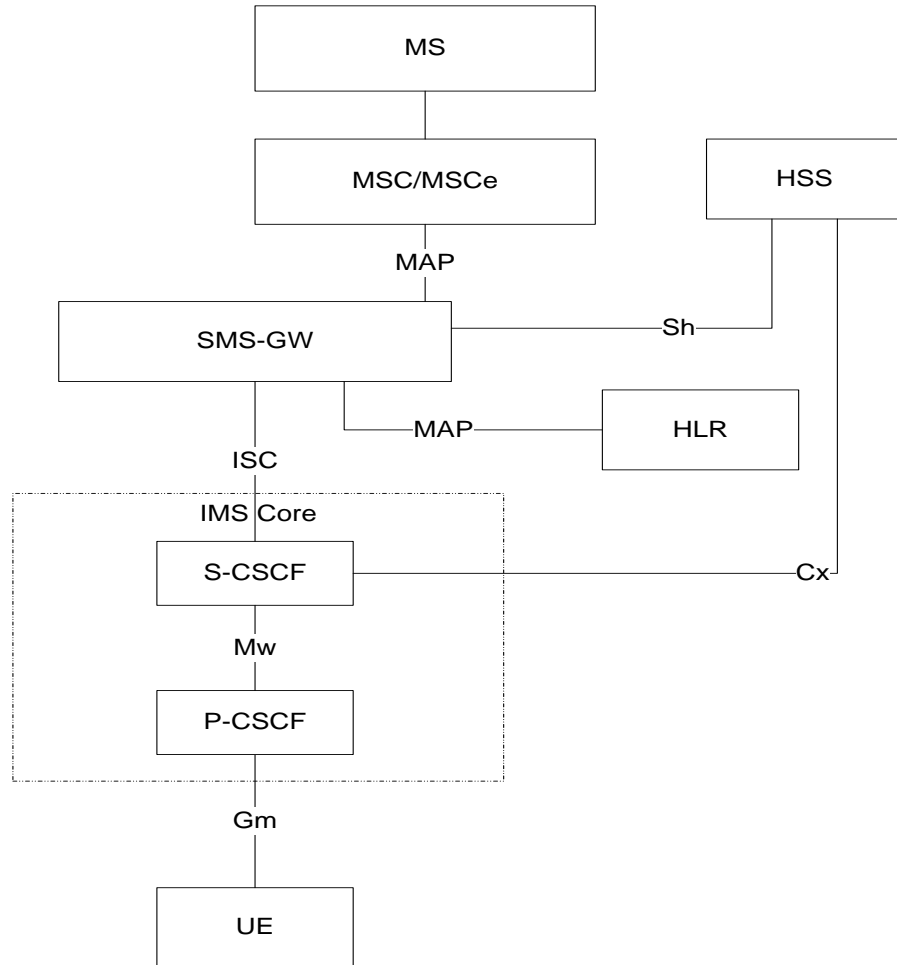 MS
MSC/MSCe
HSS
MAP
Sh
SMS-GW
MAP
HLR
ISC
IMS Core
S-CSCF
Cx
Mw
P-CSCF
Gm
UE